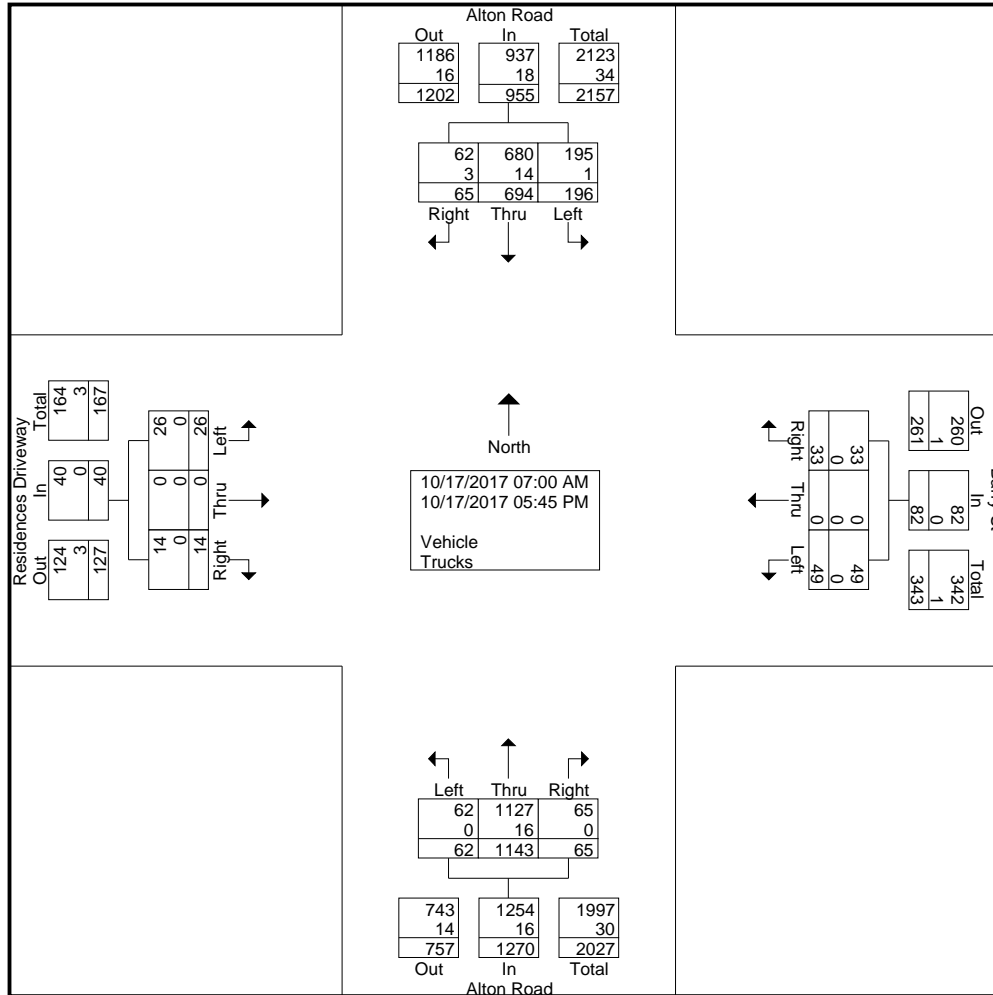 Alton Road
Out In Total
1186 937 2123
16 18 34
1202 955 2157
62 680 195
3 14 1
65 694 196
Right Thru Left
Residences Driveway
Out In Total
124 40 164
3 0 3
127 40 167
14 0 26
0 0 0
14 0 26
Right Thru Left
North
10/17/2017 07:00 AM
10/17/2017 05:45 PM
Vehicle
Trucks
Out In Total
260 82 342
1 0 1
261 82 343
33 0 49
0 0 0
33 0 49
Right Thru Left
Left Thru Right
62 1127 65
0 16 0
62 1143 65
743 1254 1997
14 16 30
757 1270 2027
Out In Total
Alton Road